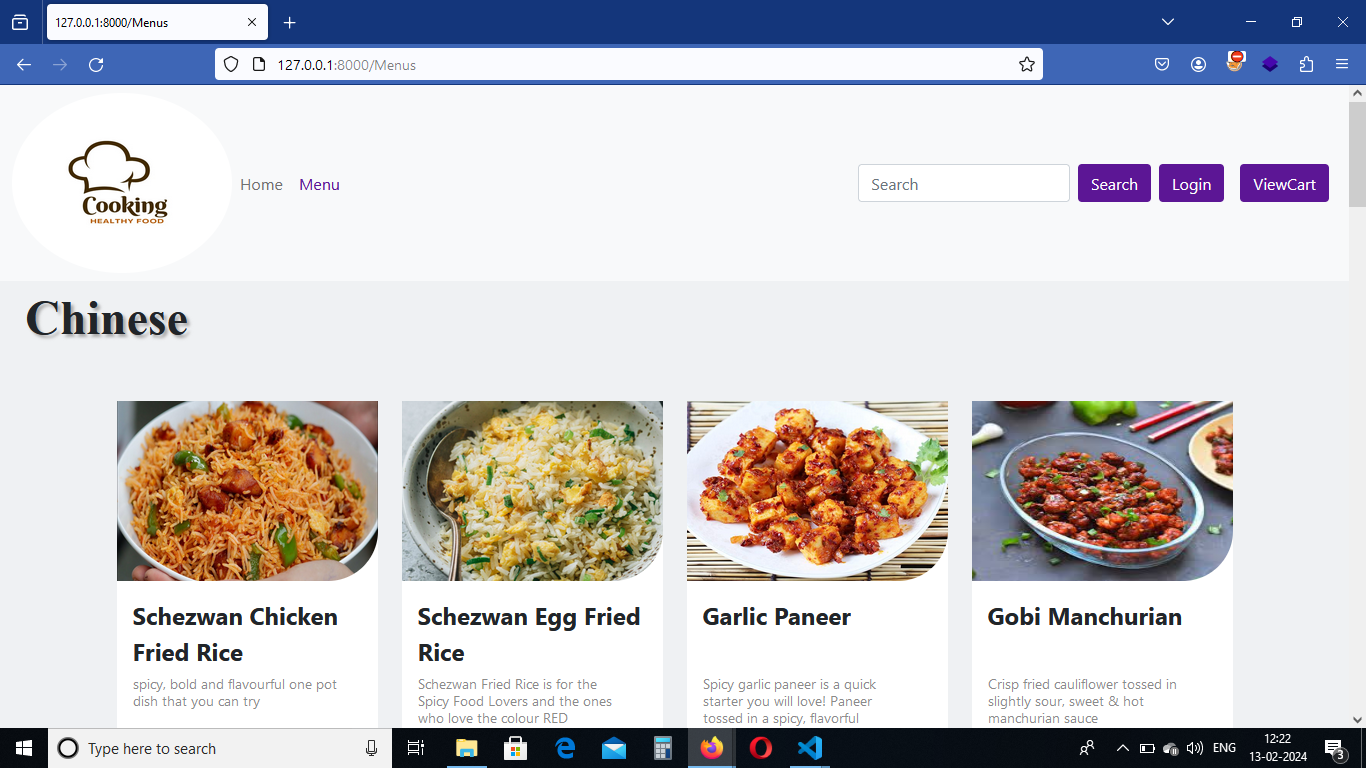 127.0.0.1:8000/Menus
127.0.0.1:8000/Menus
Cooking
HEALTHY FOOD
Home Menu Search Search Login ViewCart
Chinese
Schezwan Chicken
Fried Rice
spicy, bold and flavourful one pot
dish that you can try
Schezwan Egg Fried
Rice
Schezwan Fried Rice is for the
Spicy Food Lovers and the ones
who love the colour RED
Garlic Paneer
Spicy garlic paneer is a quick
starter you will love! Paneer
tossed in a spicy, flavorful
Gobi Manchurian
Crisp fried cauliflower tossed in
slightly sour, sweet & hot
manchurian sauce
Type here to search
ENG
12:22
13-02-2024
3